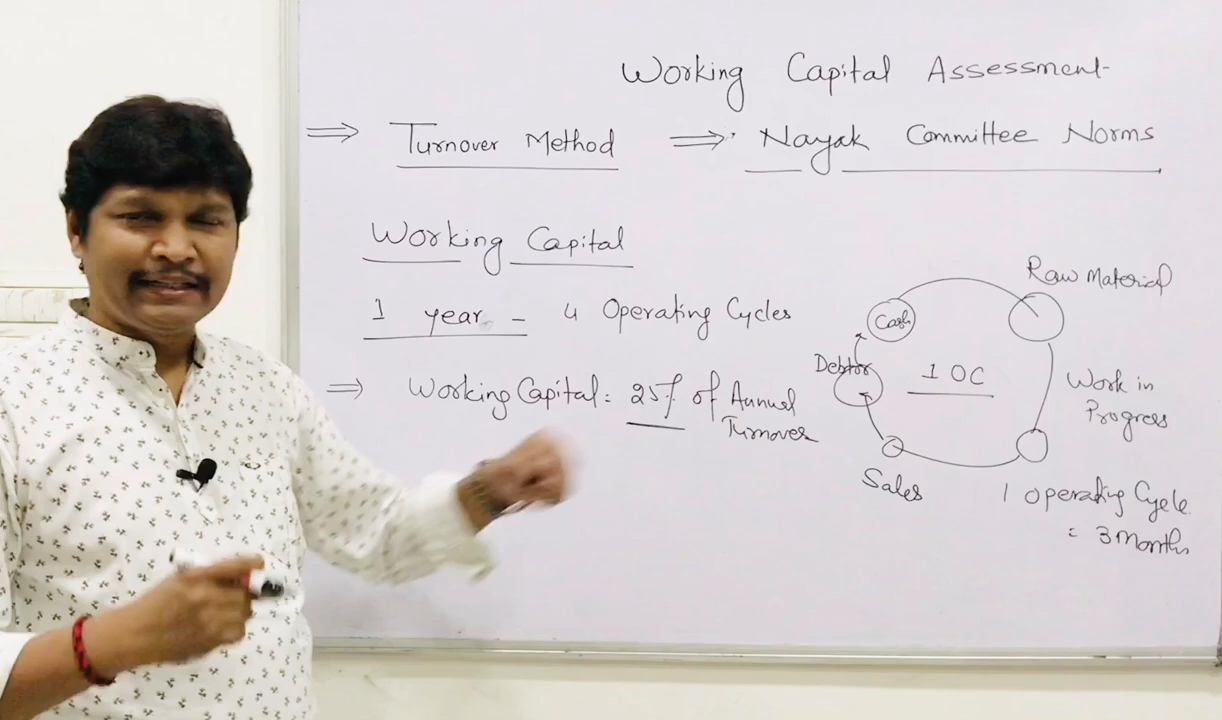 Working Capital Assessment
⇒ Turnover Method ⇒ Nayak Committee Norms
Working Capital
1 year - 4 Operating Cycles
⇒ Working Capital = 25% of Annual Turnover
Raw Material
Cash
Debtor
1 OC
Work in
Progress
Sales
1 Operating Cycle
= 3 Months